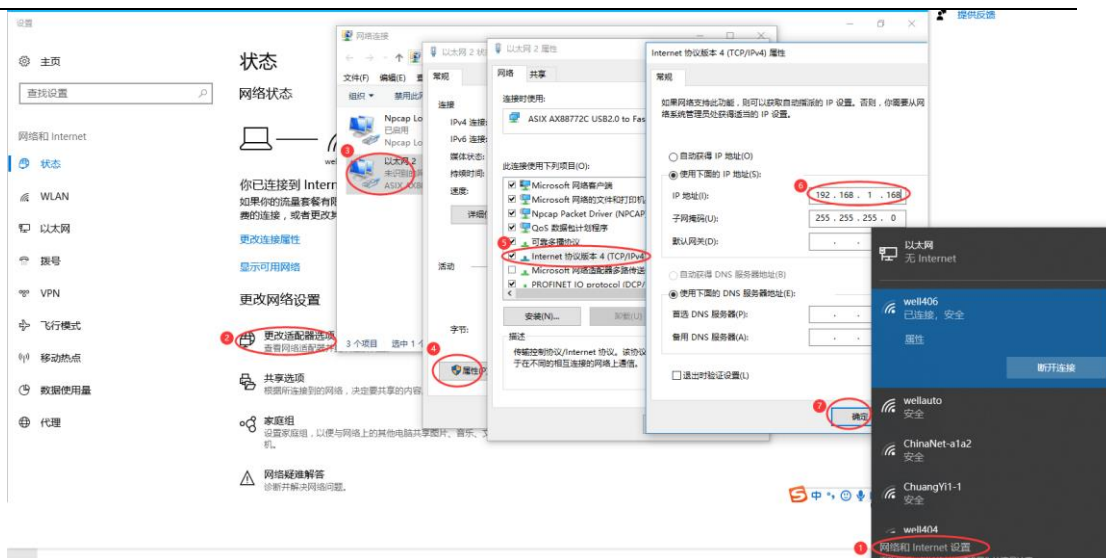 提供反馈
设置
主页
查找设置
网络和 Internet
状态
WLAN
以太网
拨号
VPN
飞行模式
移动热点
数据使用量
代理
状态
网络状态
你已连接到 Intern
如果你的流量套餐有限
费的连接，或者更改其
更改连接属性
显示可用网络
更改网络设置
2
更改适配器选项
查看网络适配器并
共享选项
根据所连接到的网络，决定要共享的内容
家庭组
设置家庭组，以便与网络上的其他电脑共享图片、音乐、文
机。
网络疑难解答
诊断并解决网络问题。
网络连接
文件(F) 编辑(E)
组织 禁用此
Npcap Lo
已启用
Npcap Lo
3
以太网 2
未识别的网
ASIX AX88
3 个项目 选中 1 个
以太网 2 状
常规
连接
IPv4 连接:
IPv6 连接:
媒体状态:
持续时间:
速度:
详细信
活动
字节:
4
属性(P)
以太网 2 属性
网络 共享
连接时使用:
ASIX AX88772C USB2.0 to Fas
此连接使用下列项目(O):
Microsoft 网络客户端
Microsoft 网络的文件和打印机
Npcap Packet Driver (NPCAP
QoS 数据包计划程序
5
可靠多播协议
Internet 协议版本 4 (TCP/IPv4)
Microsoft 网络适配器多路传送
PROFINET IO protocol (DCP/
安装(N)... 卸载(U)
描述
传输控制协议/Internet 协议。该协议
于在不同的相互连接的网络上通信。
Internet 协议版本 4 (TCP/IPv4) 属性
常规
如果网络支持此功能，则可以获取自动指派的 IP 设置。否则，你需要从网
络系统管理员处获得适当的 IP 设置。
自动获得 IP 地址(O)
使用下面的 IP 地址(S):
6
IP 地址(I): 192 . 168 . 1 . 168
子网掩码(U): 255 . 255 . 255 . 0
默认网关(D): . .
自动获得 DNS 服务器地址(B)
使用下面的 DNS 服务器地址(E):
首选 DNS 服务器(P): . .
备用 DNS 服务器(A): . .
退出时验证设置(L)
7
确定
中
以太网
无 Internet
well406
已连接，安全
属性
断开连接
wellauto
安全
ChinaNet-a1a2
安全
ChuangYi1-1
安全
well404
1
网络和 Internet 设置